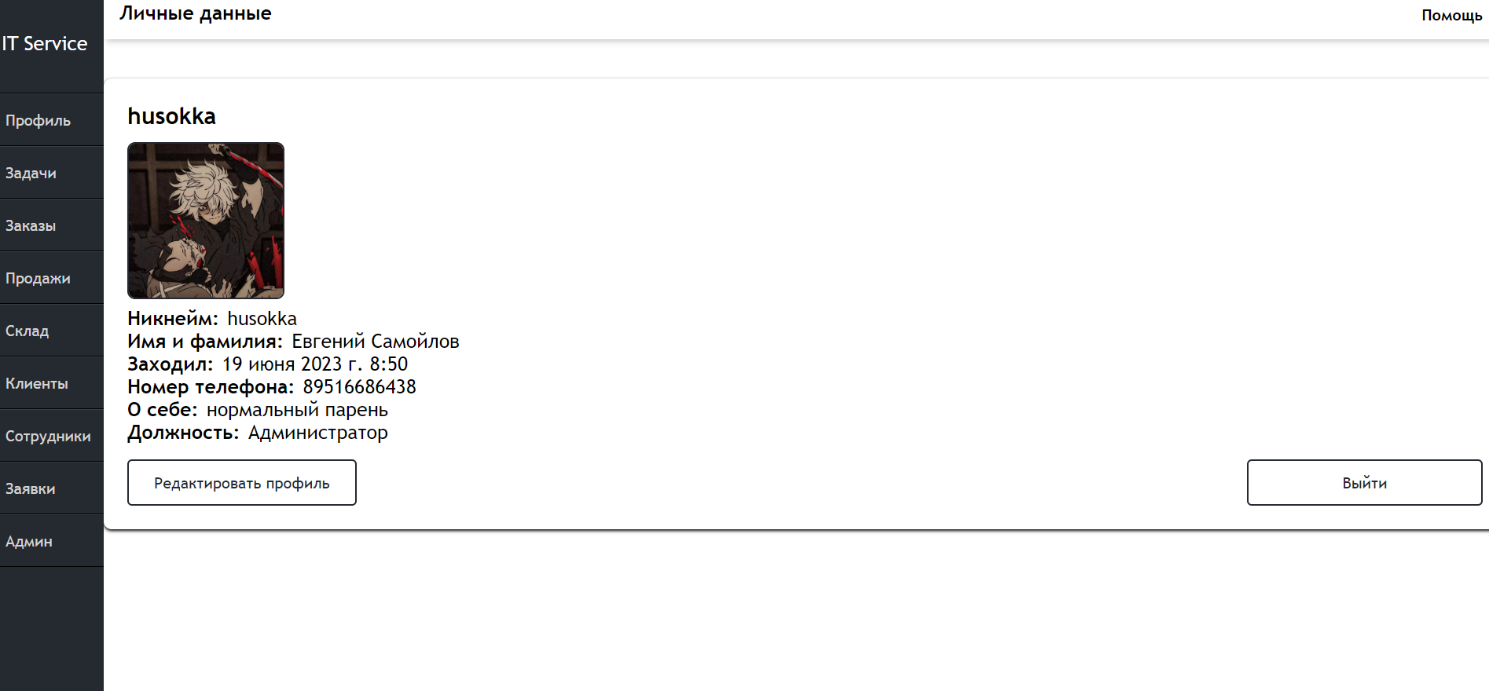 Личные данные
Помощь
IT Service
Профиль
Задачи
Заказы
Продажи
Склад
Клиенты
Сотрудники
Заявки
Админ
husokka
Никнейм: husokka
Имя и фамилия: Евгений Самойлов
Заходил: 19 июня 2023 г. 8:50
Номер телефона: 89516686438
О себе: нормальный парень
Должность: Администратор
Редактировать профиль
Выйти